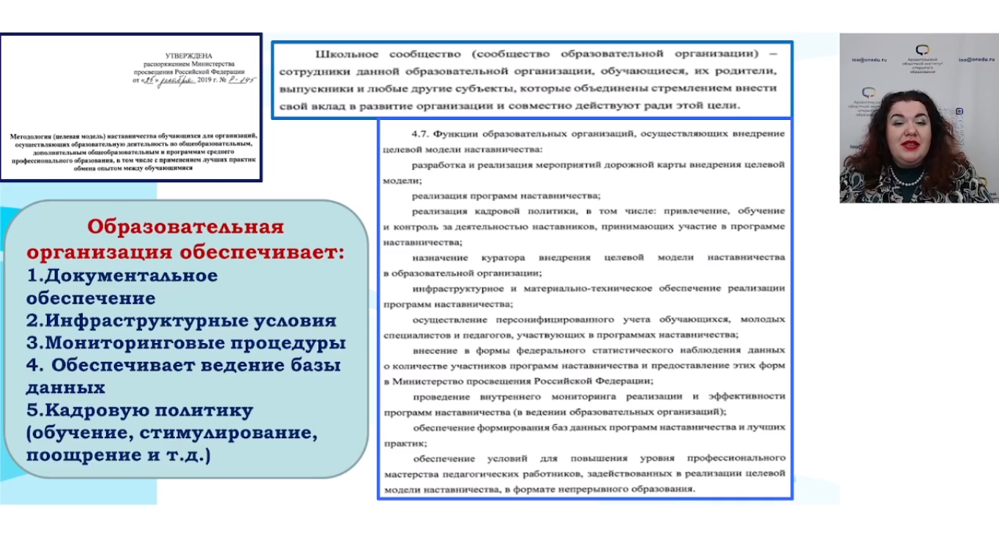 УТВЕРЖДЕНА
распоряжением Министерства
просвещения Российской Федерации
от «25» декабря 2019 г. № Р-145
Методология (целевая модель) наставничества обучающихся для организаций,
осуществляющих образовательную деятельность по общеобразовательным,
дополнительным общеобразовательным и программам среднего
профессионального образования, в том числе с применением лучших практик
обмена опытом между обучающимися
Школьное сообщество (сообщество образовательной организации) –
сотрудники данной образовательной организации, обучающиеся, их родители,
выпускники и любые другие субъекты, которые объединены стремлением внести
свой вклад в развитие организации и совместно действуют ради этой цели.
4.7. Функции образовательных организаций, осуществляющих внедрение
целевой модели наставничества:
разработка и реализация мероприятий дорожной карты внедрения целевой
модели;
реализация программ наставничества;
реализация кадровой политики, в том числе: привлечение, обучение
и контроль за деятельностью наставников, принимающих участие в программе
наставничества;
назначение куратора внедрения целевой модели наставничества
в образовательной организации;
инфраструктурное и материально-техническое обеспечение реализации
программ наставничества;
осуществление персонифицированного учета обучающихся, молодых
специалистов и педагогов, участвующих в программах наставничества;
внесение в формы федерального статистического наблюдения данных
о количестве участников программ наставничества и предоставление этих форм
в Министерство просвещения Российской Федерации;
проведение внутреннего мониторинга реализации и эффективности
программ наставничества (в ведении образовательных организаций);
обеспечение формирования баз данных программ наставничества и лучших
практик;
обеспечение условий для повышения уровня профессионального
мастерства педагогических работников, задействованных в реализации целевой
модели наставничества, в формате непрерывного образования.
Образовательная
организация обеспечивает:
1.Документальное
обеспечение
2.Инфраструктурные условия
3.Мониторинговые процедуры
4. Обеспечивает ведение базы
данных
5.Кадровую политику
(обучение, стимулирование,
поощрение и т.д.)
ioo@onedu.ru
Архангельский
областной институт
открытого
образования
ioo@onedu.ru